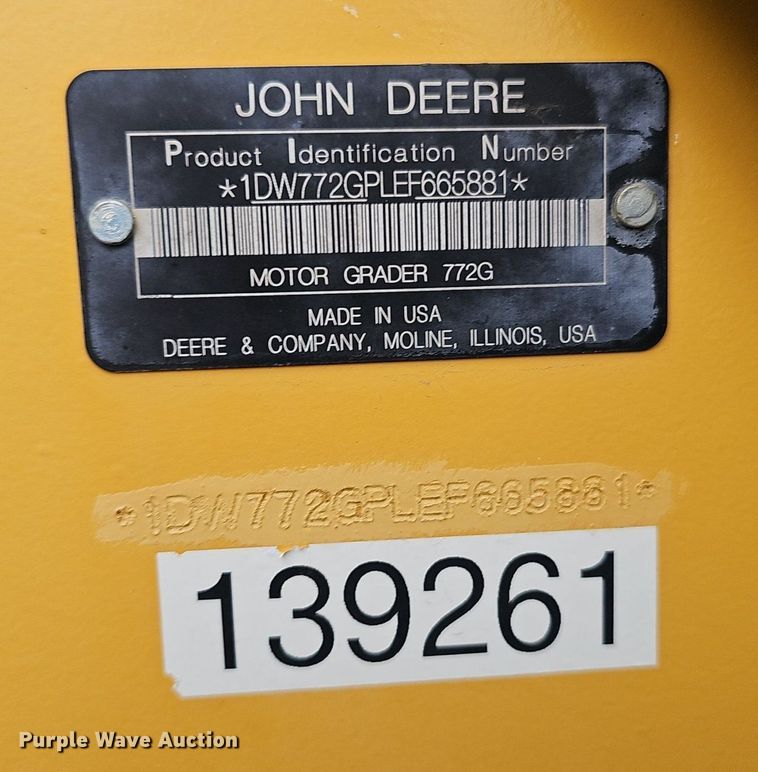 JOHN DEERE
Product Identification Number
*1DW772GPLEF665881*
MOTOR GRADER 772G
MADE IN USA
DEERE & COMPANY, MOLINE, ILLINOIS, USA
*1DW772GPLEF665881*
139261
Purple Wave Auction